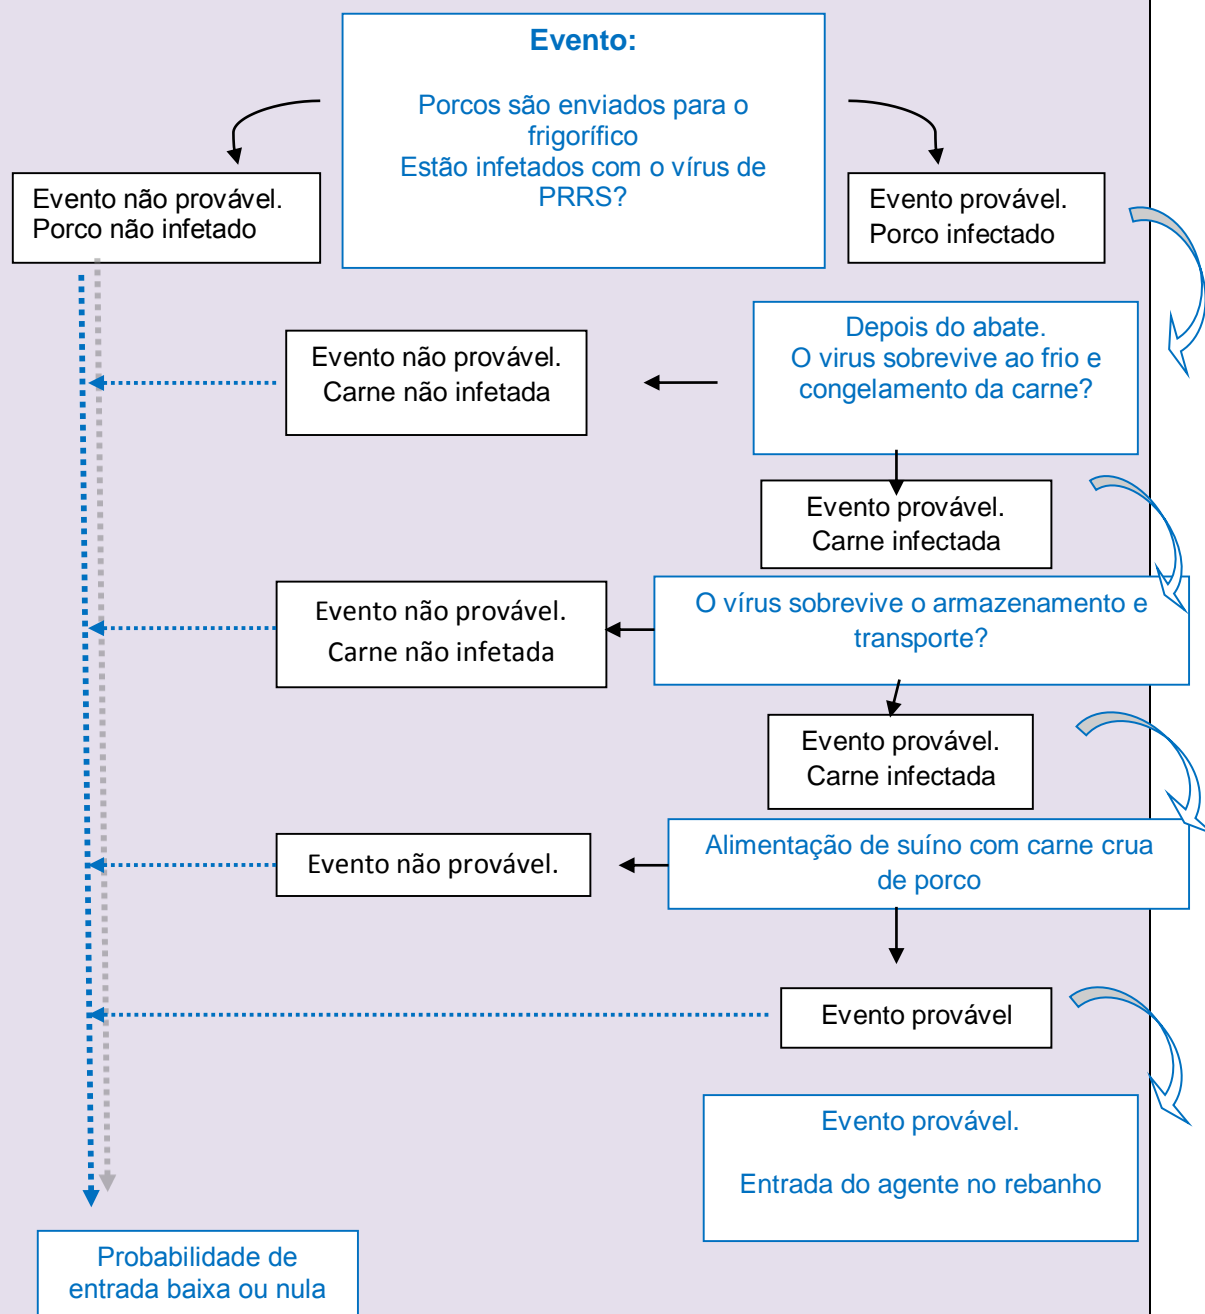 Evento:
Porcos são enviados para o
frigorífico
Estão infetados com o vírus de
PRRS?
Evento não provável.
Porco não infetado
Evento provável.
Porco infectado
Depois do abate.
O virus sobrevive ao frio e
congelamento da carne?
Evento não provável.
Carne não infetada
Evento provável.
Carne infectada
O vírus sobrevive o armazenamento e
transporte?
Evento não provável.
Carne não infetada
Evento provável.
Carne infectada
Alimentação de suíno com carne crua
de porco
Evento não provável.
Evento provável
Evento provável.
Entrada do agente no rebanho
Probabilidade de
entrada baixa ou nula